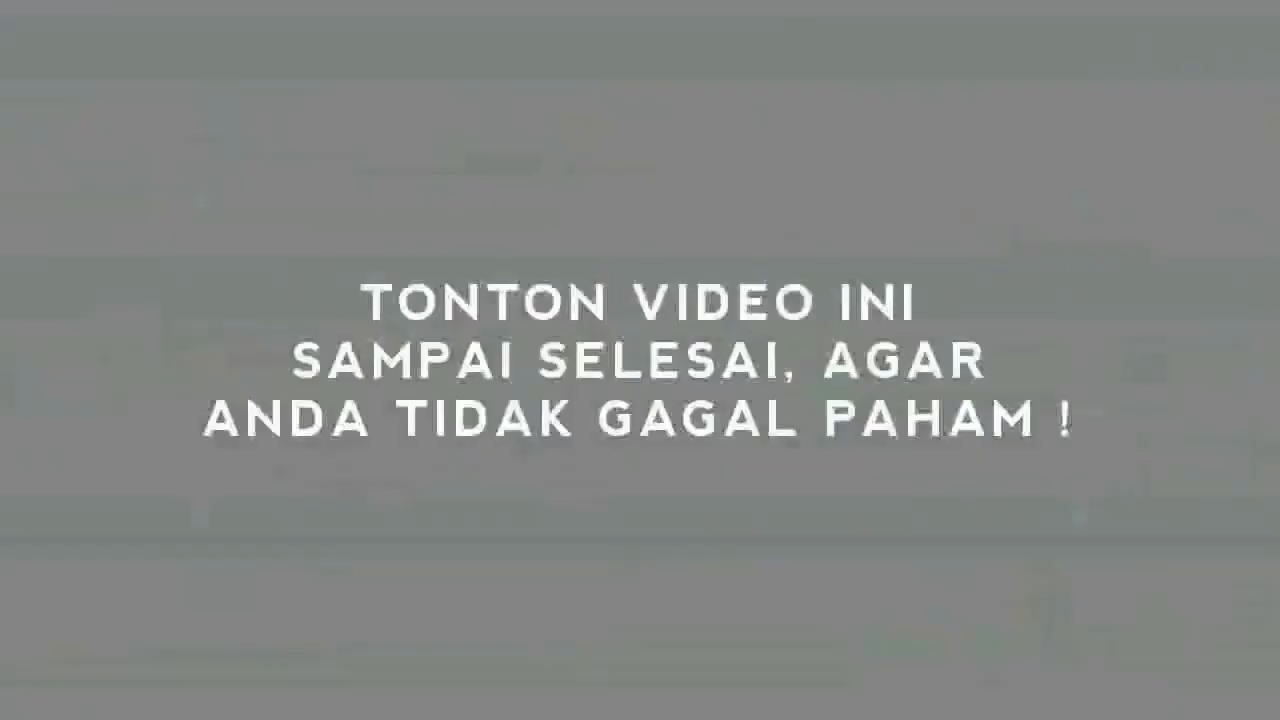 TONTON VIDEO INI
SAMPAI SELESAI, AGAR
ANDA TIDAK GAGAL PAHAM !